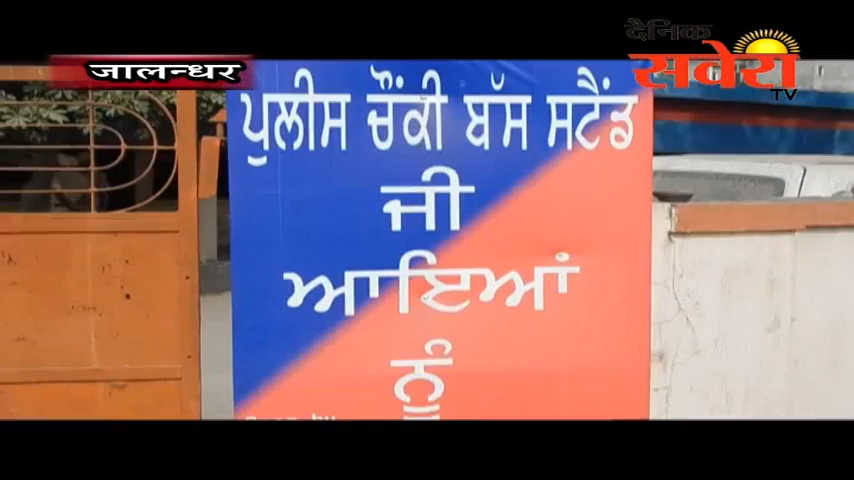 दैनिक
सवेरा
TV
जालन्धर
ਪੁਲੀਸ ਚੌਂਕੀ ਬੱਸ ਸਟੈਂਡ
ਜੀ
ਆਇਆਂ
ਨੂੰ